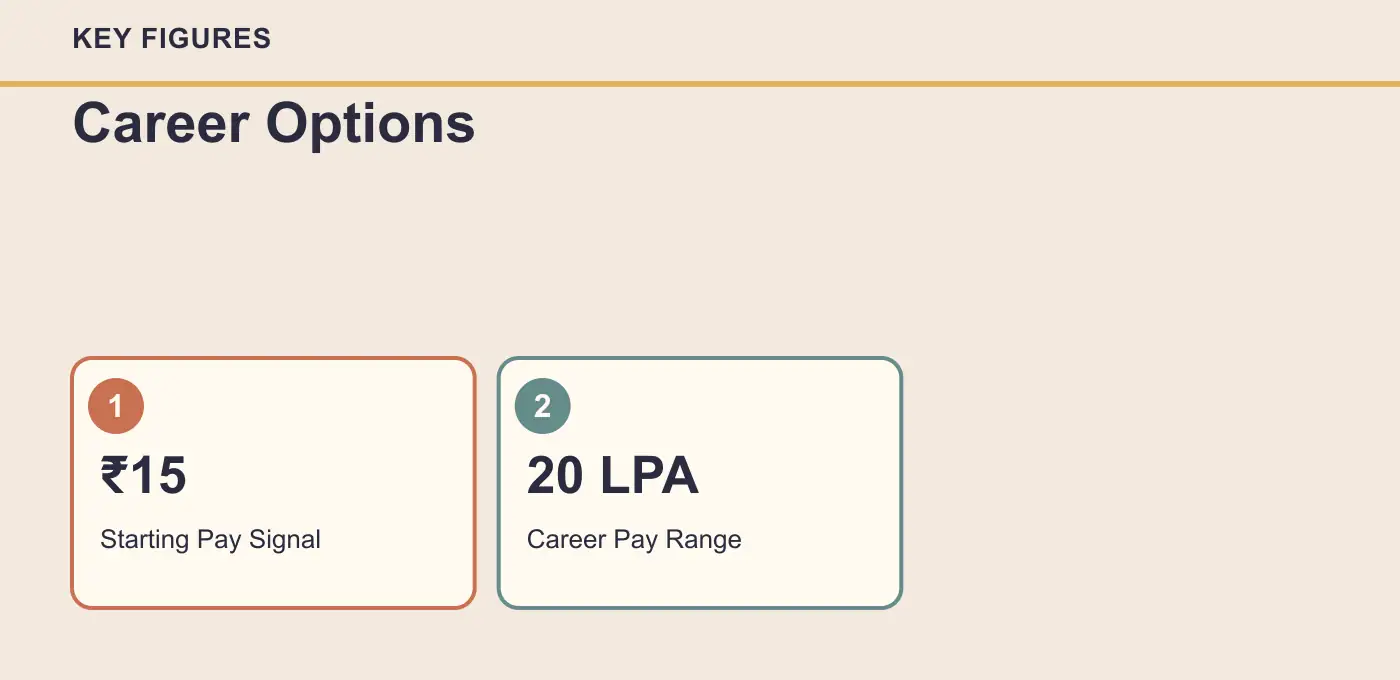 KEY FIGURES
Career Options
1
₹15
Starting Pay Signal
2
20 LPA
Career Pay Range